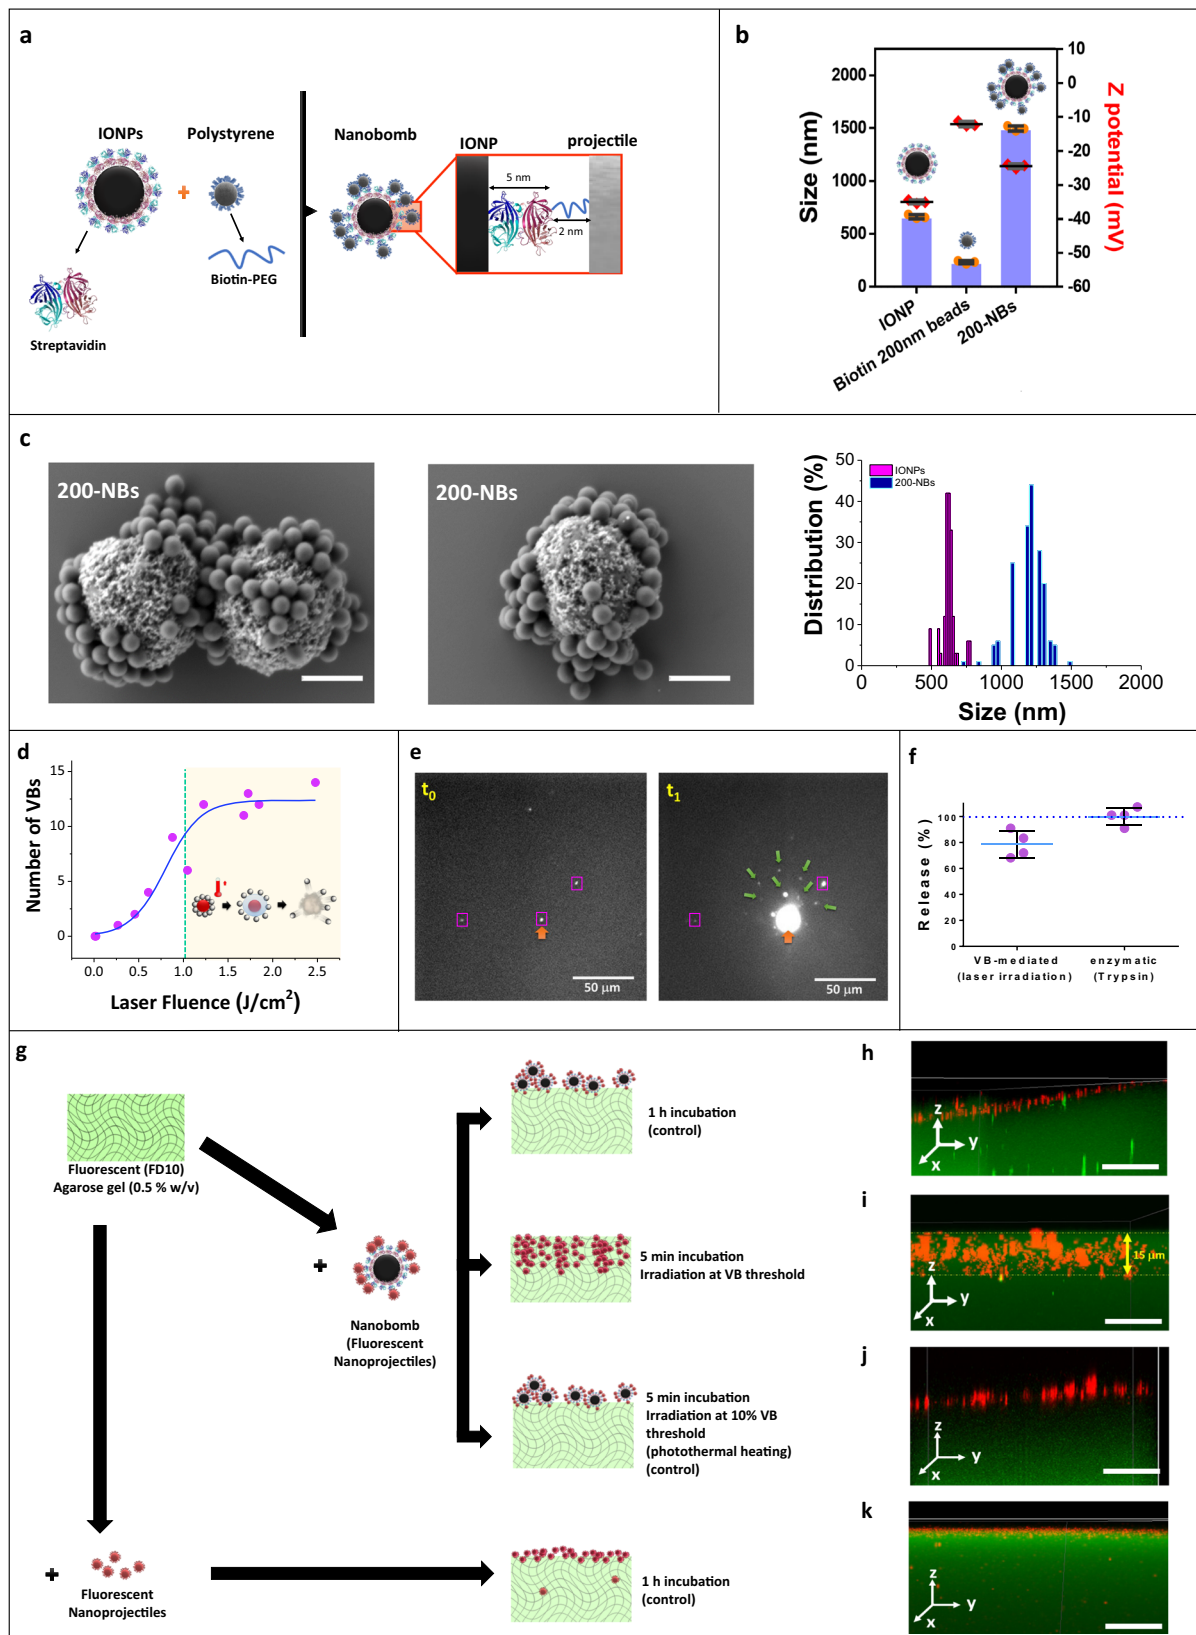 a
IONPs
Polystyrene
+
Streptavidin
Biotin-PEG
Nanobomb
IONP
projectile
5 nm
2 nm
b
Size (nm)
2000
1500
1000
500
0
10
0
-10
-20
-30
-40
-50
-60
Z potential (mV)
IONP
Biotin 200nm beads
200-NBs
c
200-NBs
200-NBs
Distribution (%)
50
40
30
20
10
0
IONPs
200-NBs
0
500
1000
1500
2000
Size (nm)
d
Number of VBs
15
10
5
0
0.0
0.5
1.0
1.5
2.0
2.5
Laser Fluence (J/cm²)
e
t₀
50 µm
t₁
50 µm
f
Release (%)
100
80
60
40
20
0
VB-mediated
(laser irradiation)
enzymatic
(Trypsin)
g
Fluorescent (FD10)
Agarose gel (0.5 % w/v)
+
Nanobomb
(Fluorescent
Nanoprojectiles)
1 h incubation
(control)
5 min incubation
Irradiation at VB threshold
5 min incubation
Irradiation at 10% VB
threshold
(photothermal heating)
(control)
+
Fluorescent
Nanoprojectiles
1 h incubation
(control)
h
z
y
x
i
15 µm
z
y
x
j
z
y
x
k
z
y
x